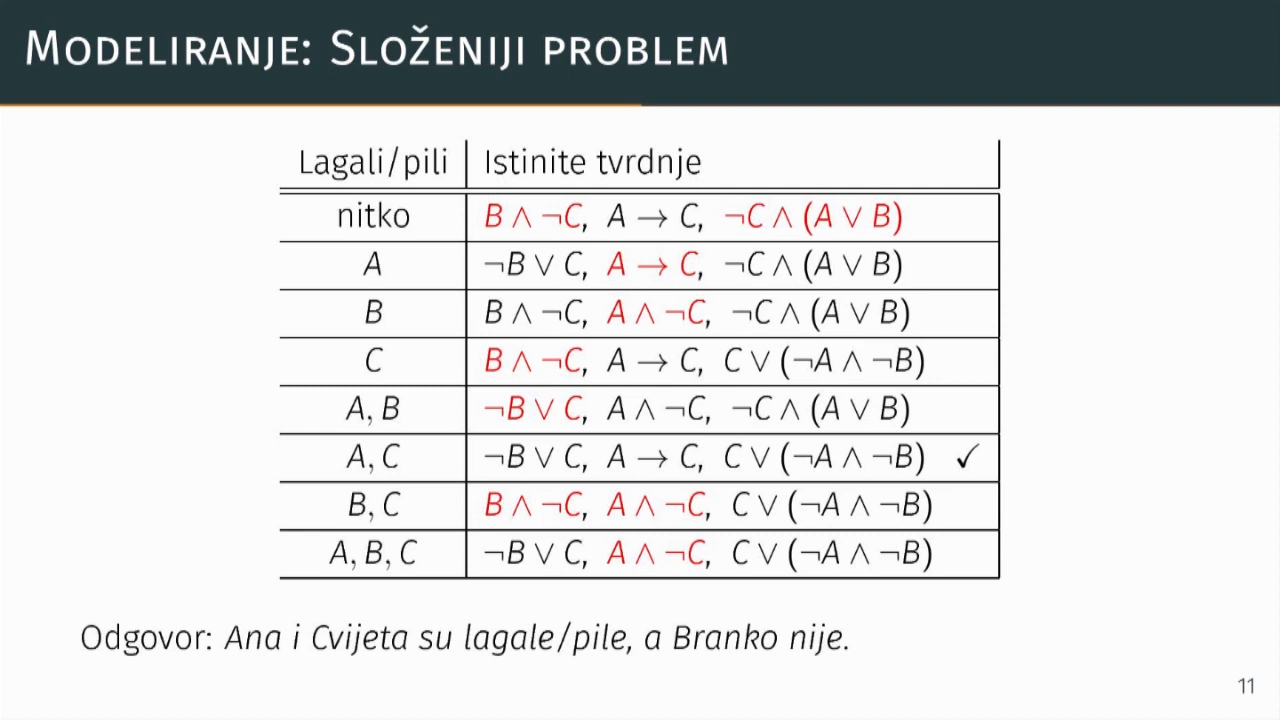 Modeliranje: Složeniji problem
Lagali/pili Istinite tvrdnje
nitko B ∧ ¬C, A → C, ¬C ∧ (A ∨ B)
A ¬B ∨ C, A → C, ¬C ∧ (A ∨ B)
B B ∧ ¬C, A ∧ ¬C, ¬C ∧ (A ∨ B)
C B ∧ ¬C, A → C, C ∨ (¬A ∧ ¬B)
A, B ¬B ∨ C, A ∧ ¬C, ¬C ∧ (A ∨ B)
A, C ¬B ∨ C, A → C, C ∨ (¬A ∧ ¬B) ✓
B, C B ∧ ¬C, A ∧ ¬C, C ∨ (¬A ∧ ¬B)
A, B, C ¬B ∨ C, A ∧ ¬C, C ∨ (¬A ∧ ¬B)
Odgovor: Ana i Cvijeta su lagale/pile, a Branko nije.
11